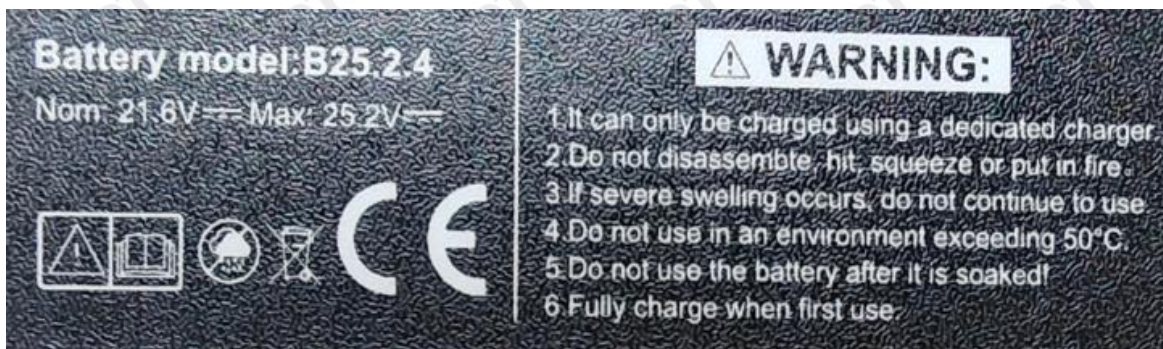 Battery model:B25.2.4
Nom: 21.6V⎓ Max: 25.2V⎓
CE
⚠ WARNING:
1.It can only be charged using a dedicated charger
2.Do not disassemble, hit, squeeze or put in fire。
3.If severe swelling occurs, do not continue to use.
4.Do not use in an environment exceeding 50°C.
5.Do not use the battery after it is soaked!
6.Fully charge when first use.